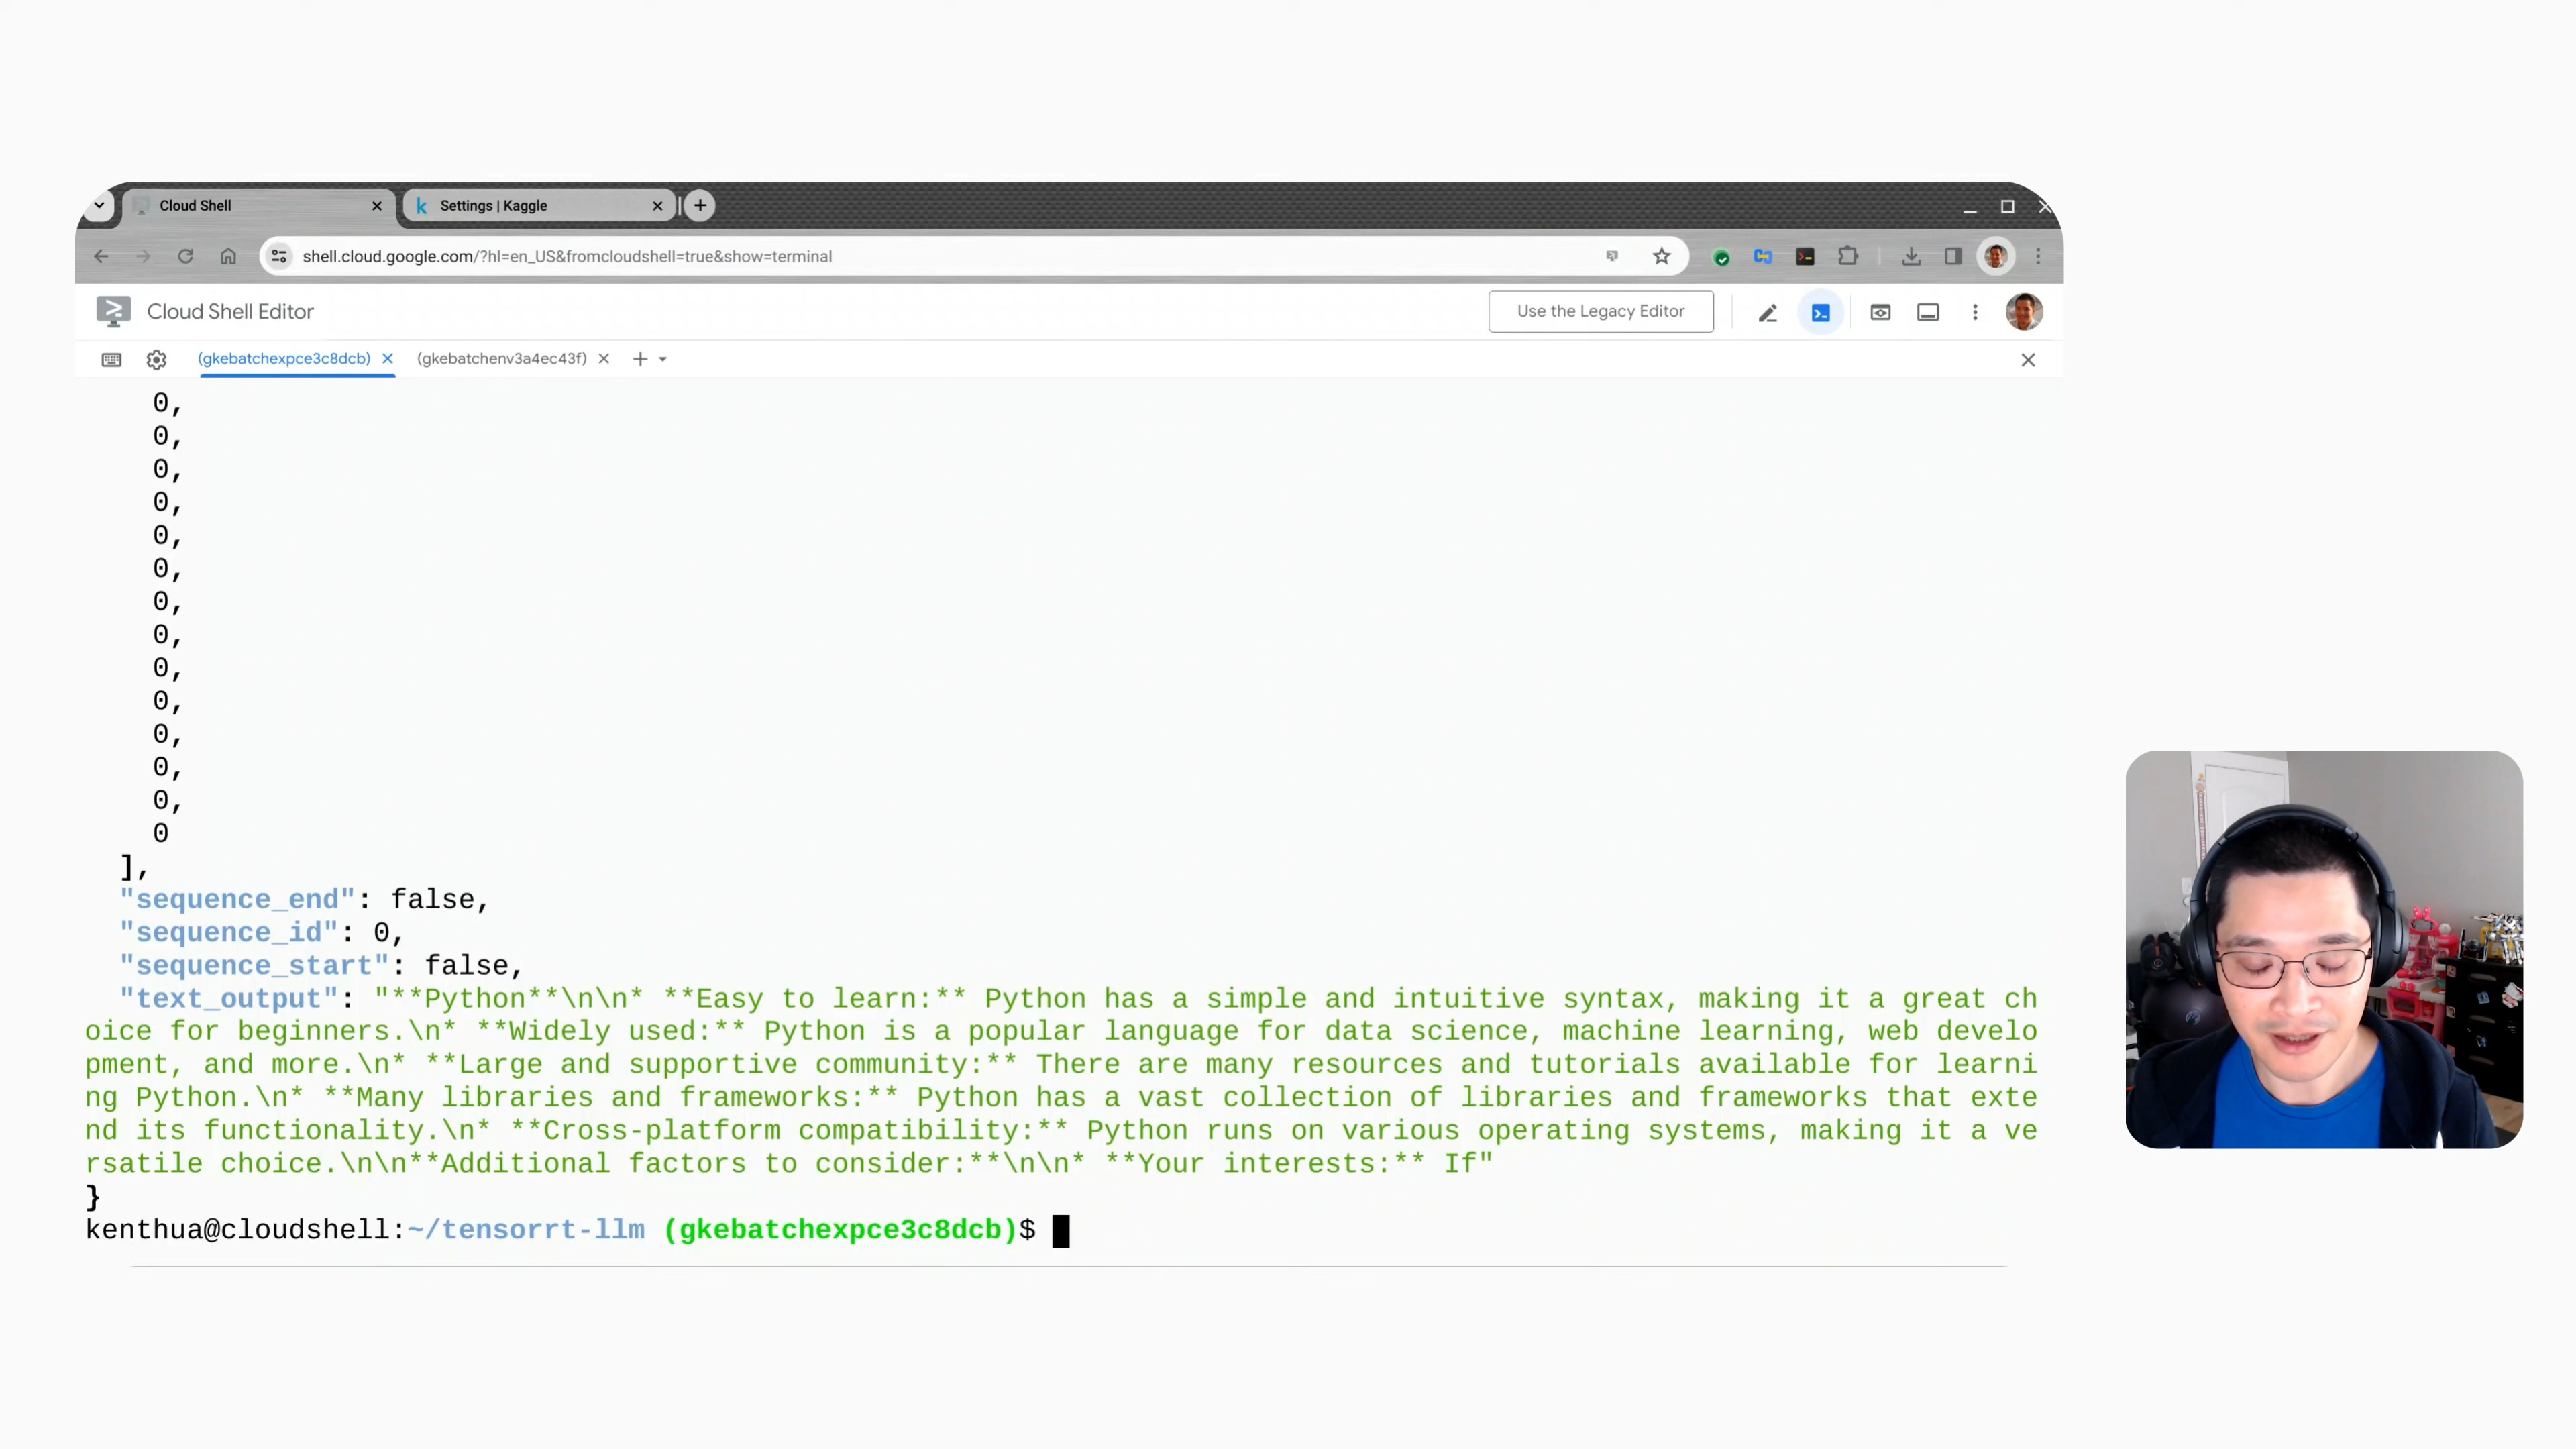 Cloud Shell
k Settings | Kaggle
shell.cloud.google.com/?hl=en_US&fromcloudshell=true&show=terminal
Cloud Shell Editor
Use the Legacy Editor
(gkebatchexpce3c8dcb)
(gkebatchenv3a4ec43f)
0,
0,
0,
0,
0,
0,
0,
0,
0,
0,
0,
0,
0,
0
],
"sequence_end": false,
"sequence_id": 0,
"sequence_start": false,
"text_output": "**Python**\n\n* **Easy to learn:** Python has a simple and intuitive syntax, making it a great ch
oice for beginners.\n* **Widely used:** Python is a popular language for data science, machine learning, web develo
pment, and more.\n* **Large and supportive community:** There are many resources and tutorials available for learni
ng Python.\n* **Many libraries and frameworks:** Python has a vast collection of libraries and frameworks that exte
nd its functionality.\n* **Cross-platform compatibility:** Python runs on various operating systems, making it a ve
rsatile choice.\n\n**Additional factors to consider:**\n\n* **Your interests:** If"
}
kenthua@cloudshell:~/tensorrt-llm (gkebatchexpce3c8dcb)$